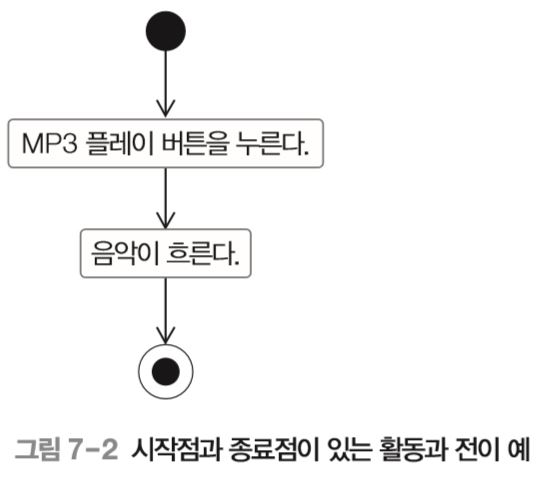 MP3 플레이 버튼을 누른다.
음악이 흐른다.
그림 7-2 시작점과 종료점이 있는 활동과 전이 예